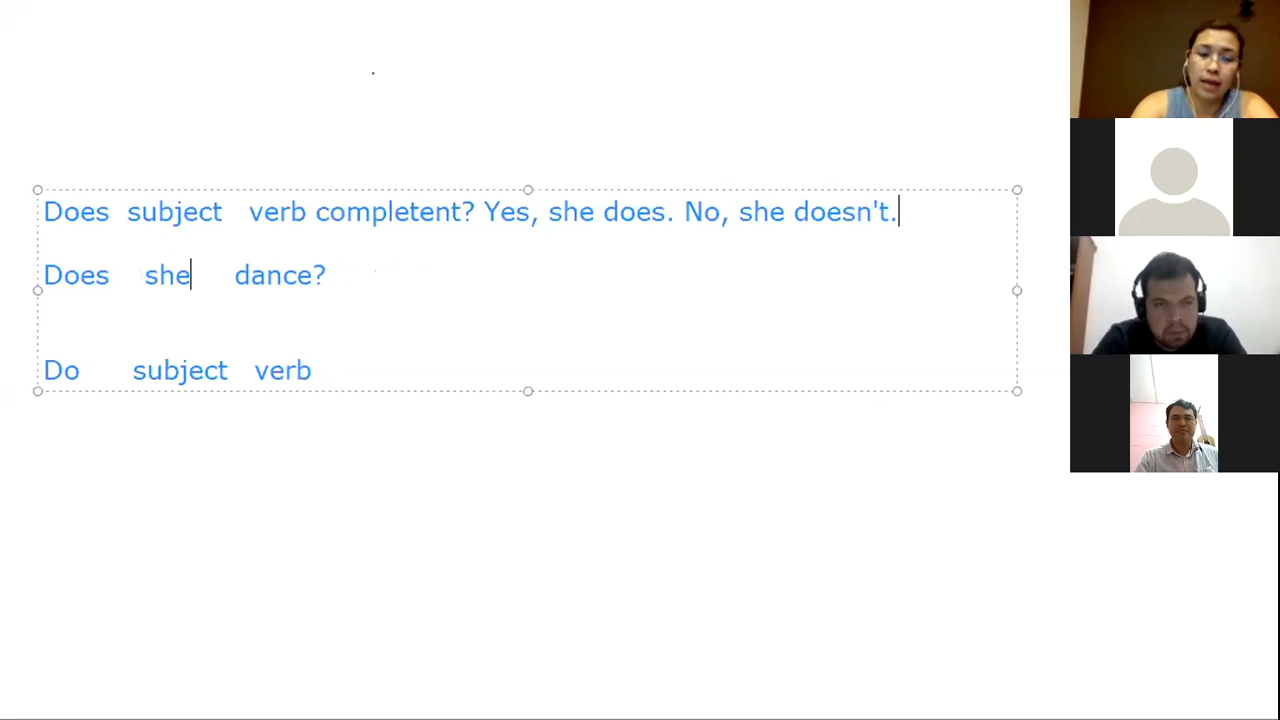 Does subject verb completent? Yes, she does. No, she doesn't.
Does she dance?
Do subject verb